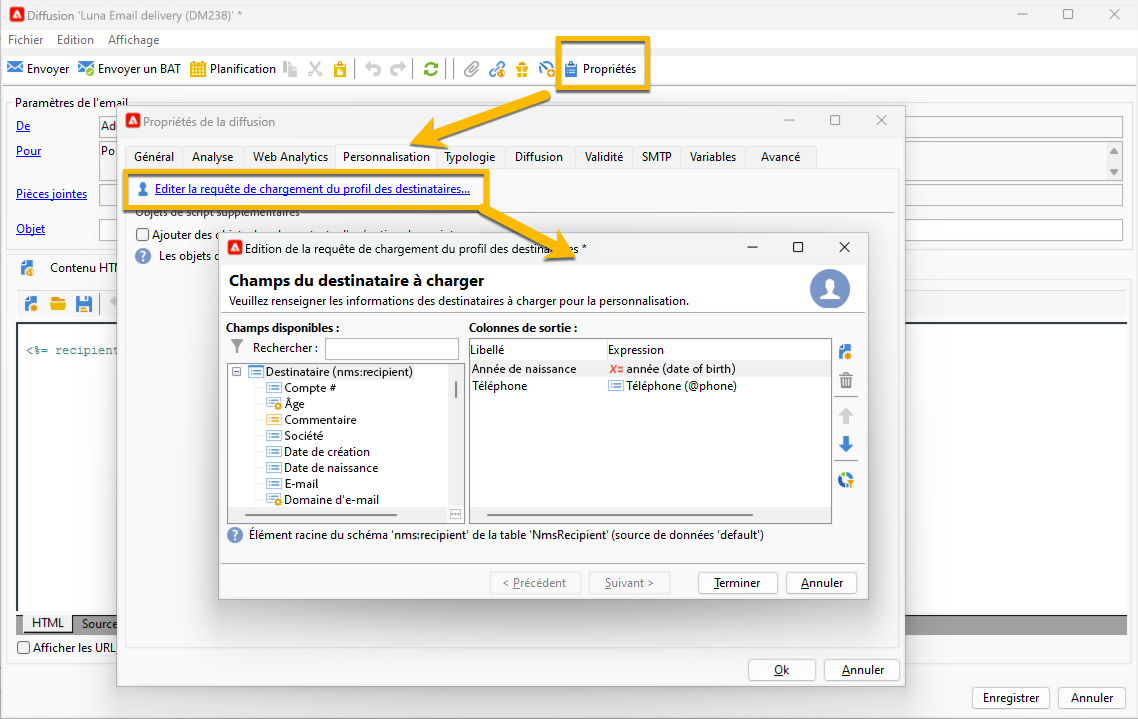 Diffusion 'Luna Email delivery (DM238)' *
Fichier Edition Affichage
Envoyer Envoyer un BAT Planification Propriétés
Paramètres de l'email
De
Pour
Pièces jointes
Objet
Contenu
<%= recipient
HTML Source
Afficher les URL
Enregistrer Annuler
Propriétés de la diffusion
Général Analyse Web Analytics Personnalisation Typologie Diffusion Validité SMTP Variables Avancé
Editer la requête de chargement du profil des destinataires...
Objets de script supplémentaires
Ajouter des
Les objets
Ok Annuler
Edition de la requête de chargement du profil des destinataires *
Champs du destinataire à charger
Veuillez renseigner les informations des destinataires à charger pour la personnalisation.
Champs disponibles :
Rechercher :
Destinataire (nms:recipient)
Compte #
Âge
Commentaire
Société
Date de création
Date de naissance
E-mail
Domaine d'e-mail
Colonnes de sortie :
Libellé Expression
Année de naissance année (date of birth)
Téléphone Téléphone (@phone)
Élément racine du schéma 'nms:recipient' de la table 'NmsRecipient' (source de données 'default')
< Précédent Suivant > Terminer Annuler